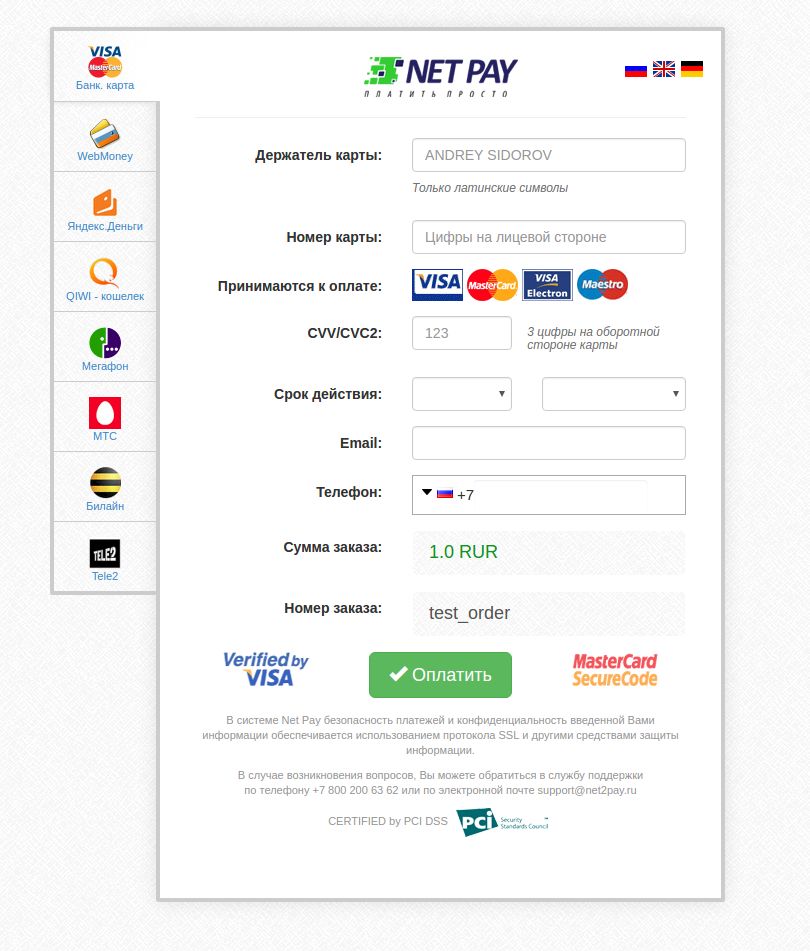 VISA
MasterCard
Банк. карта
WebMoney
Яндекс.Деньги
QIWI - кошелек
Мегафон
МТС
Билайн
TELE2
Tele2
NET PAY
ПЛАТИТЬ ПРОСТО
Держатель карты:
ANDREY SIDOROV
Только латинские символы
Номер карты:
Цифры на лицевой стороне
Принимаются к оплате:
VISA MasterCard VISA Electron Maestro
CVV/CVC2:
123
3 цифры на оборотной
стороне карты
Срок действия:
Email:
Телефон:
+7
Сумма заказа:
1.0 RUR
Номер заказа:
test_order
Verified by
VISA
Оплатить
MasterCard
SecureCode
В системе Net Pay безопасность платежей и конфиденциальность введенной Вами
информации обеспечивается использованием протокола SSL и другими средствами защиты
информации.
В случае возникновения вопросов, Вы можете обратиться в службу поддержки
по телефону +7 800 200 63 62 или по электронной почте support@net2pay.ru
CERTIFIED by PCI DSS
PCi
Security
Standards Council